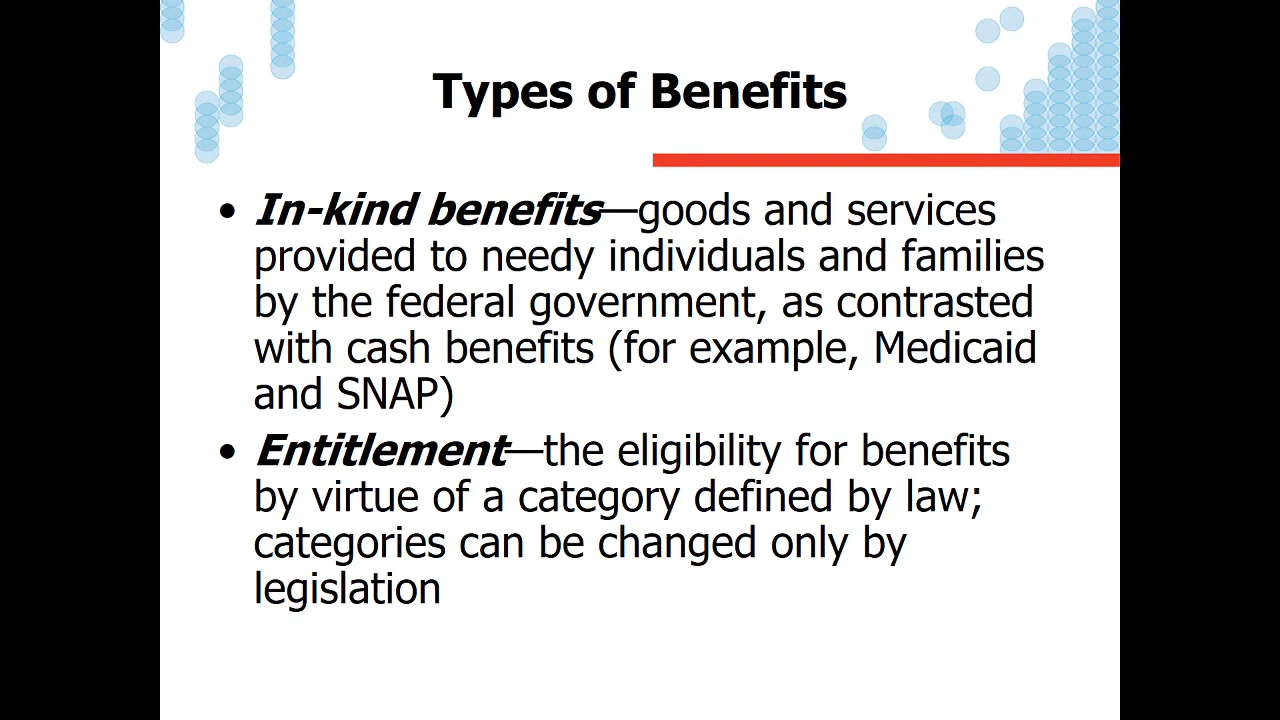 Types of Benefits
• In-kind benefits—goods and services
provided to needy individuals and families
by the federal government, as contrasted
with cash benefits (for example, Medicaid
and SNAP)
• Entitlement—the eligibility for benefits
by virtue of a category defined by law;
categories can be changed only by
legislation